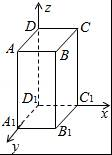 z
D C
A B
D₁ C₁ x
A₁ B₁
y